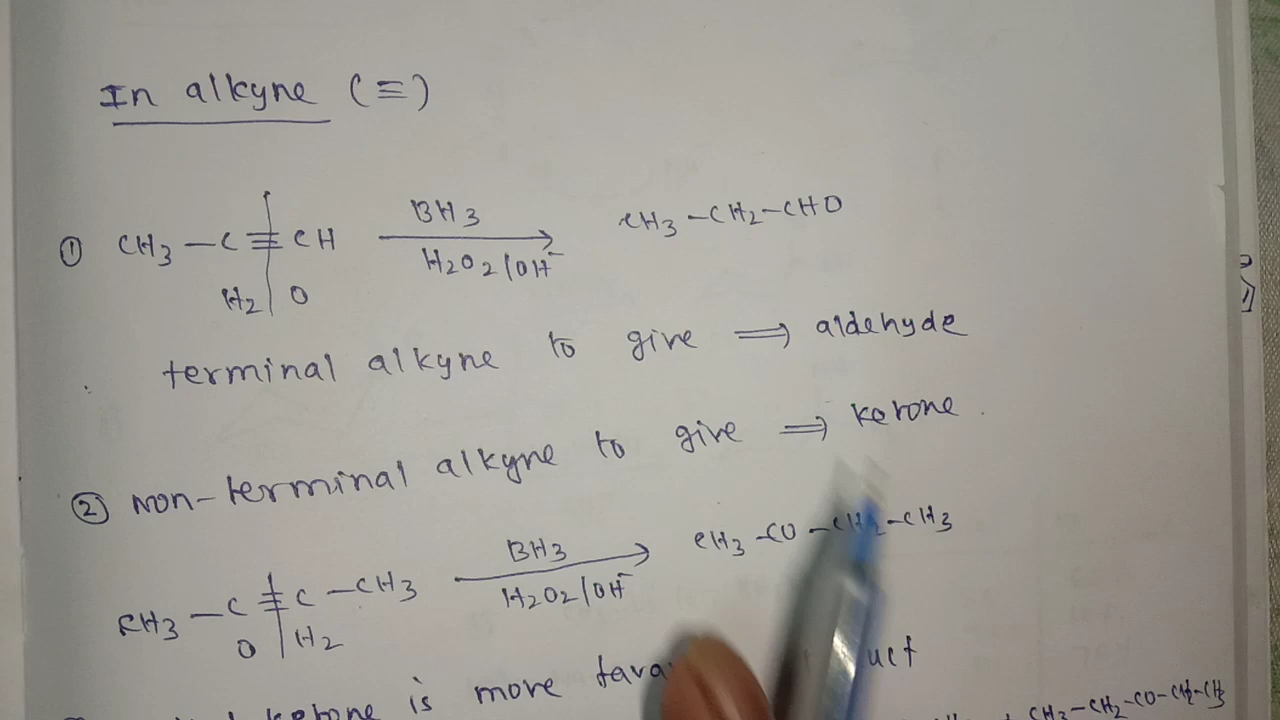 In alkyne (≡)
① CH3 – C ≡ CH BH3 H2O2/OH⁻ CH3 – CH2 – CHO
H2 | O
terminal alkyne to give ⇒ aldehyde
② Non-terminal alkyne to give ⇒ ketone.
CH3 – C ≡ C – CH3 BH3 H2O2/OH⁻ CH3 – CO – CH2 – CH3
O | H2
ketone is more uct
CH3 – CH2 – CO – CH2 – CH3